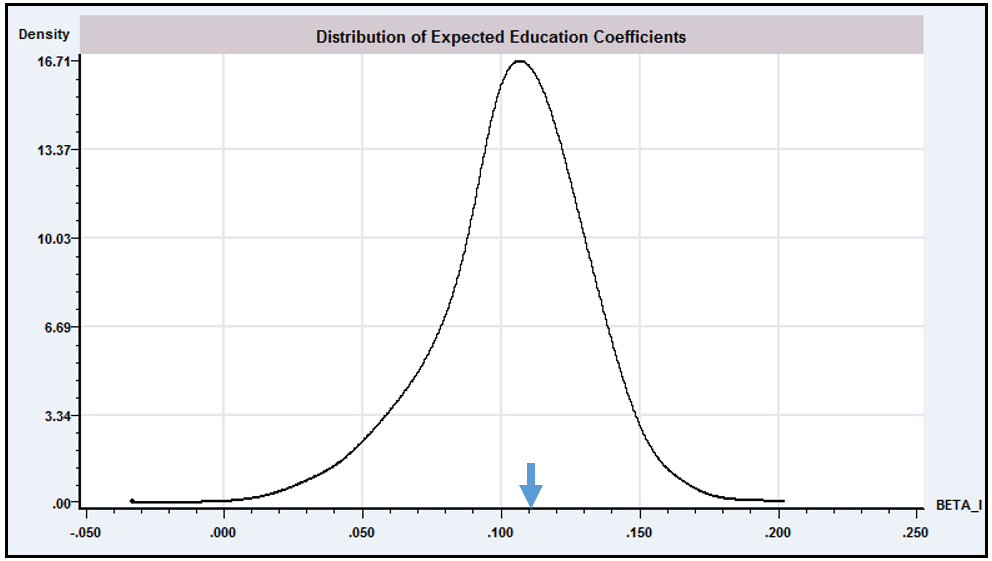 Distribution of Expected Education Coefficients
Density
16.71
13.37
10.03
6.69
3.34
.00
-.050 .000 .050 .100 .150 .200 .250
BETA_I